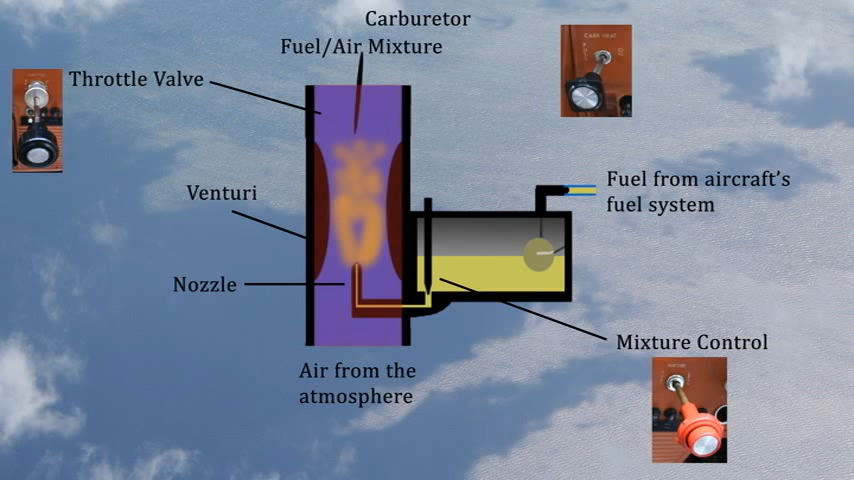 Carburetor
Fuel/Air Mixture
Throttle Valve
CARB HEAT
Fuel from aircraft's
fuel system
Venturi
Nozzle
Mixture Control
Air from the
atmosphere